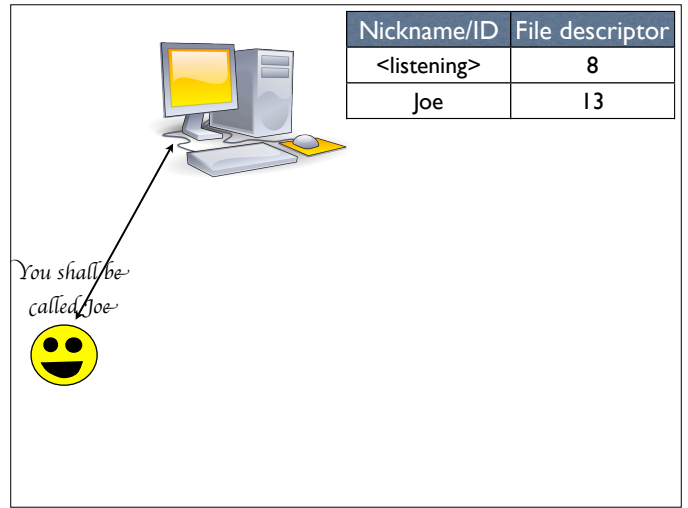 Nickname/ID File descriptor
<listening> 8
Joe 13
You shall be
called Joe